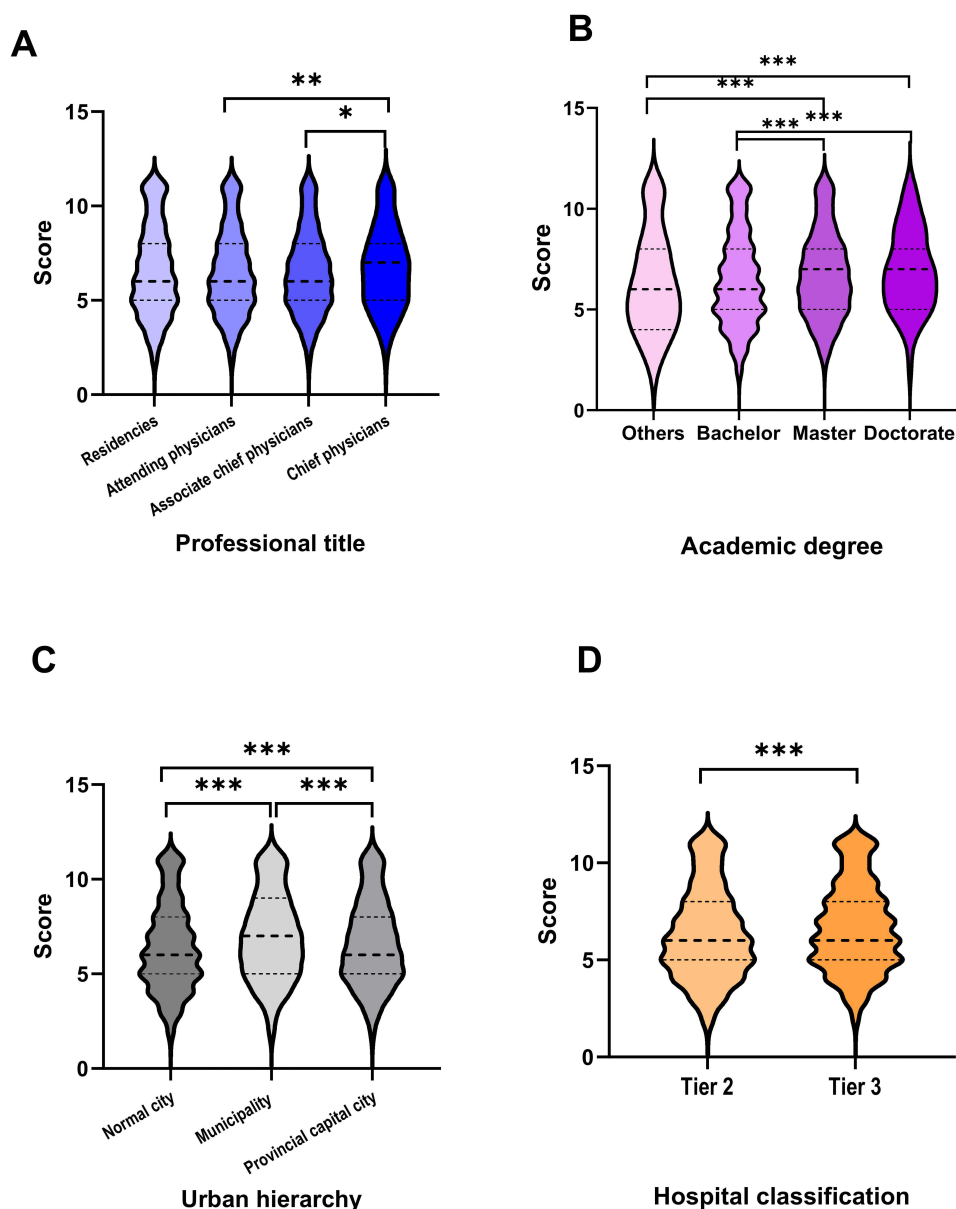 A
**
*
15
10
5
0
Score
Residencies
Attending physicians
Associate chief physicians
Chief physicians
Professional title
B
***
***
***
***
15
10
5
0
Score
Others Bachelor Master Doctorate
Academic degree
C
***
***
***
15
10
5
0
Score
Normal city
Municipality
Provincial capital city
Urban hierarchy
D
***
15
10
5
0
Score
Tier 2
Tier 3
Hospital classification